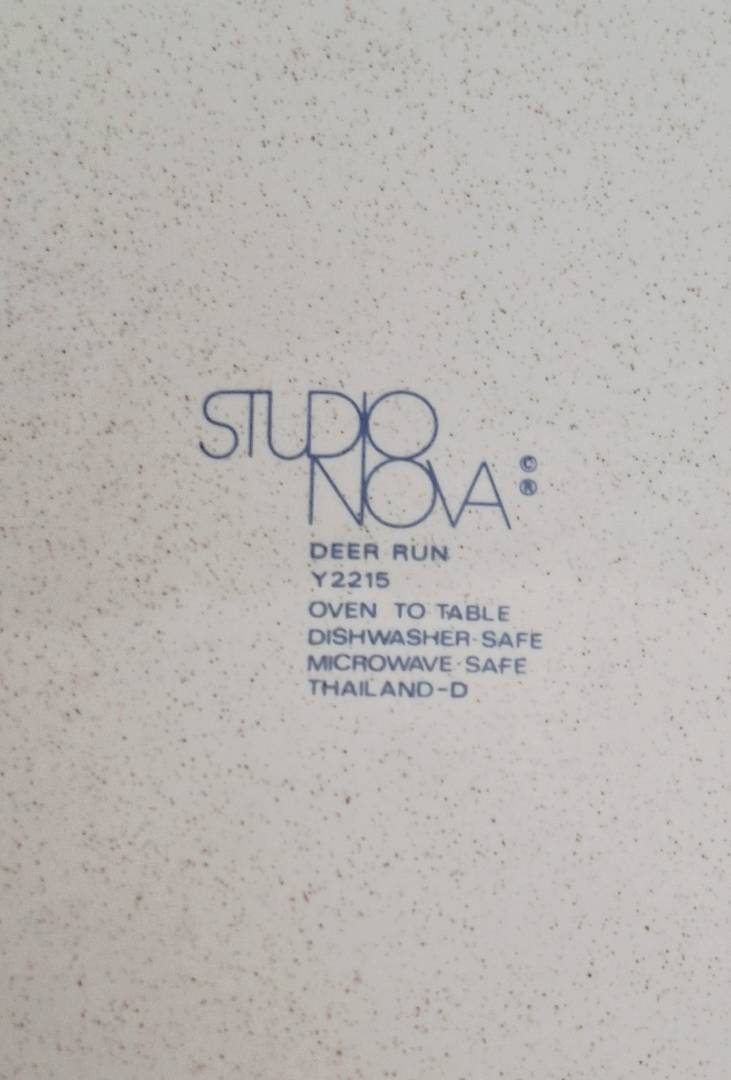 STUDIO
NOVA © ®
DEER RUN
Y2215
OVEN TO TABLE
DISHWASHER·SAFE
MICROWAVE·SAFE
THAILAND-D